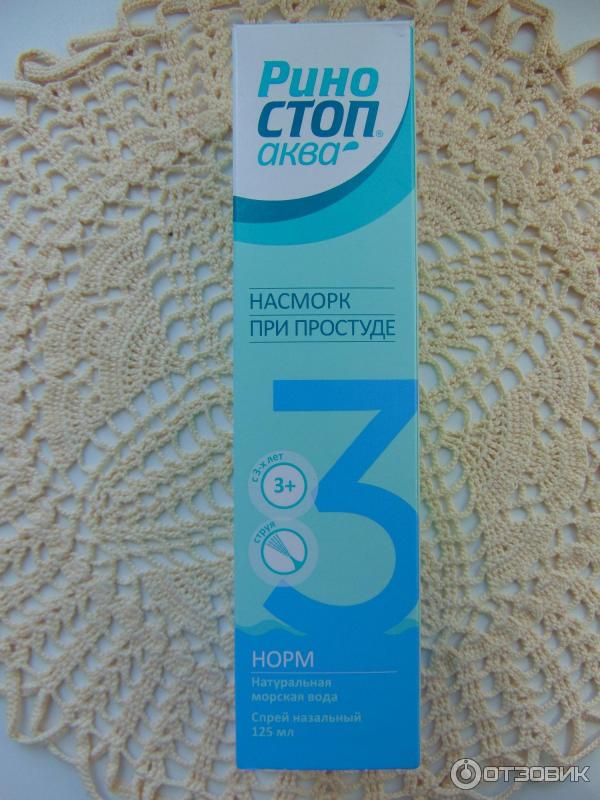 Рино
СТОП®
аква
НАСМОРК
ПРИ ПРОСТУДЕ
3
с 3-х лет
3+
струя
НОРМ
Натуральная
морская вода
Спрей назальный
125 мл
ОТЗОВИК